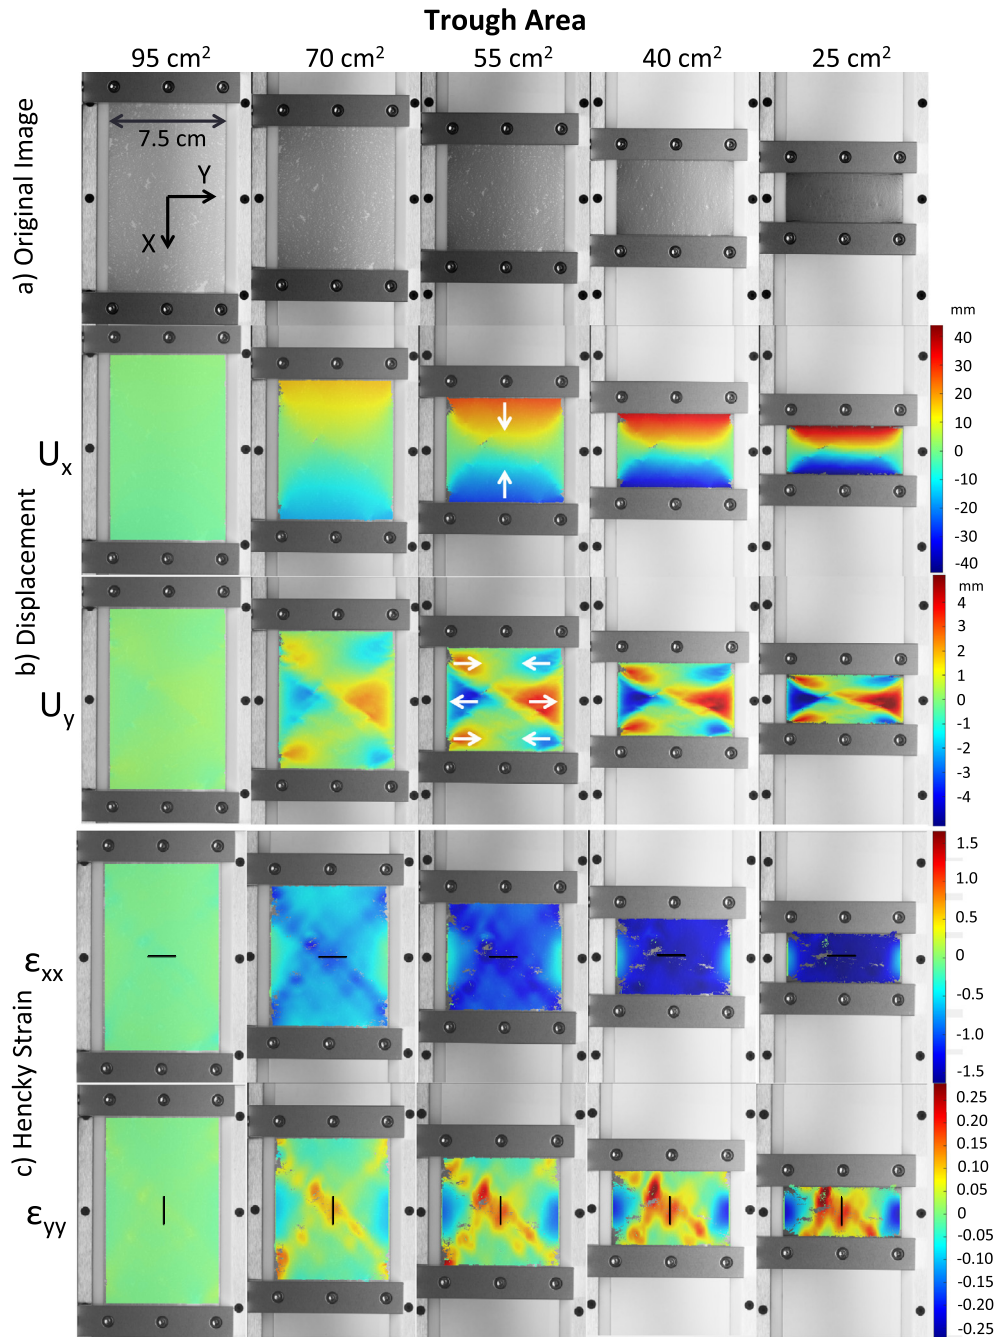 Trough Area
95 cm²
70 cm²
55 cm²
40 cm²
25 cm²
a) Original Image
7.5 cm
Y
X
b) Displacement
Uₓ
mm
40
30
20
10
0
-10
-20
-30
-40
Uᵧ
mm
4
3
2
1
0
-1
-2
-3
-4
c) Hencky Strain
εxx
1.5
1.0
0.5
0
-0.5
-1.0
-1.5
εyy
0.25
0.20
0.15
0.10
0.05
0
-0.05
-0.10
-0.15
-0.20
-0.25